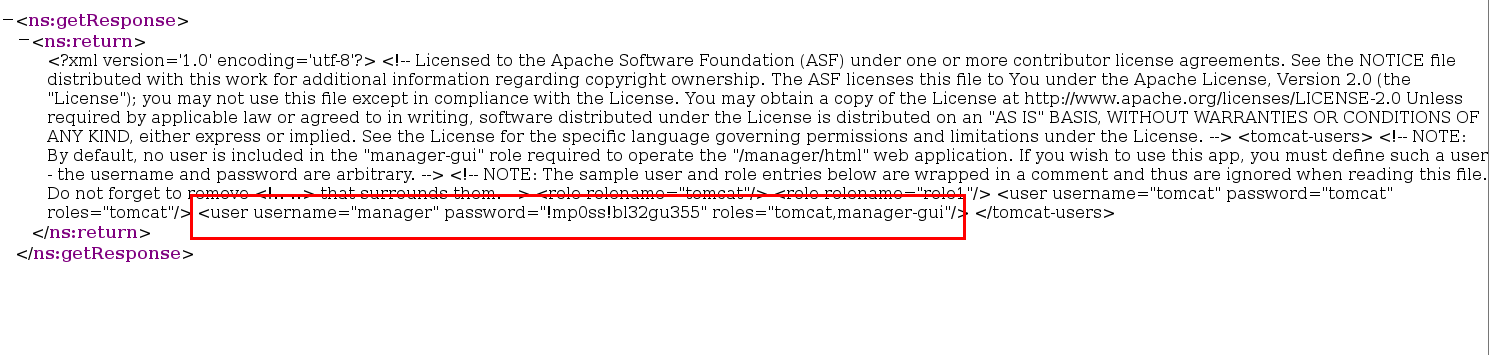 −<ns:getResponse>
−<ns:return>
<?xml version='1.0' encoding='utf-8'?> <!-- Licensed to the Apache Software Foundation (ASF) under one or more contributor license agreements. See the NOTICE file
distributed with this work for additional information regarding copyright ownership. The ASF licenses this file to You under the Apache License, Version 2.0 (the
"License"); you may not use this file except in compliance with the License. You may obtain a copy of the License at http://www.apache.org/licenses/LICENSE-2.0 Unless
required by applicable law or agreed to in writing, software distributed under the License is distributed on an "AS IS" BASIS, WITHOUT WARRANTIES OR CONDITIONS OF
ANY KIND, either express or implied. See the License for the specific language governing permissions and limitations under the License. --> <tomcat-users> <!-- NOTE:
By default, no user is included in the "manager-gui" role required to operate the "/manager/html" web application. If you wish to use this app, you must define such a user
- the username and password are arbitrary. --> <!-- NOTE: The sample user and role entries below are wrapped in a comment and thus are ignored when reading this file.
Do not forget to remove <!.. ..> that surrounds them. --> <role rolename="tomcat"/> <role rolename="role1"/> <user username="tomcat" password="tomcat"
roles="tomcat"/> <user username="manager" password="!mp0ss!bl32gu355" roles="tomcat,manager-gui"/> </tomcat-users>
</ns:return>
</ns:getResponse>